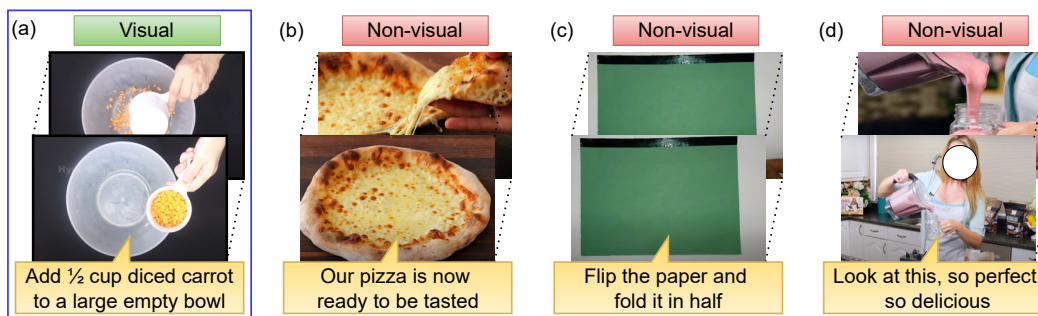 (a) Visual
(b) Non-visual
(c) Non-visual
(d) Non-visual
Add ½ cup diced carrot
to a large empty bowl
Our pizza is now
ready to be tasted
Flip the paper and
fold it in half
Look at this, so perfect
so delicious